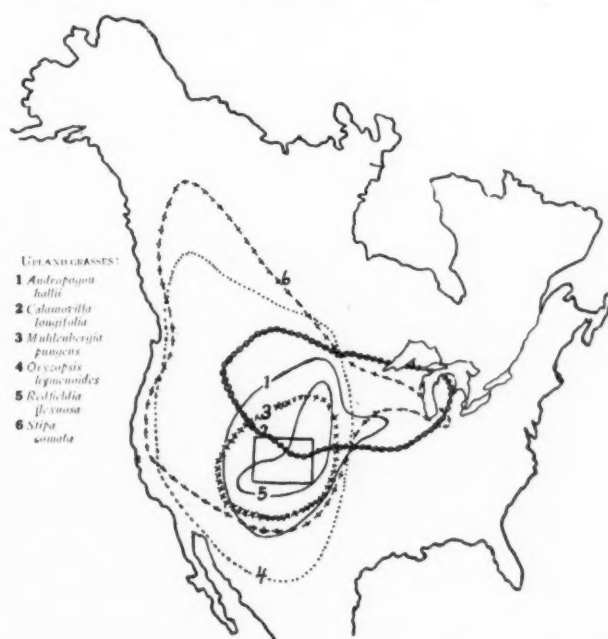 UPLAND GRASSES:
1 Andropogon
hallii
2 Calamovilla
longifolia
3 Muhlenbergia
pungens
4 Oryzopsis
hymenoides
5 Redfieldia
flexuosa
6 Stipa
comata
6
1
3
2
5
4